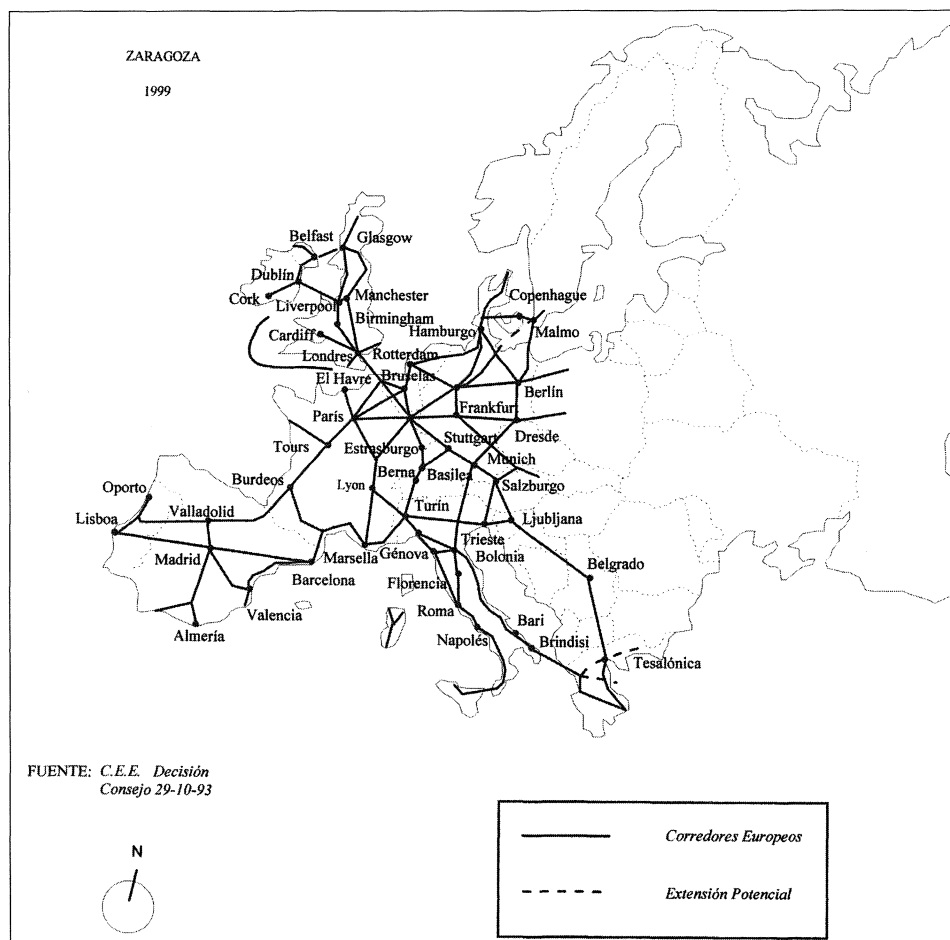 ZARAGOZA
1999
Belfast
Glasgow
Dublín
Cork
Liverpool
Manchester
Birmingham
Copenhague
Hamburgo
Malmo
Cardiff
Londres
Rotterdam
El Havré
Bruselas
Berlín
París
Frankfurt
Dresde
Tours
Estrasburgo
Stuttgart
Berna
Basilea
Munich
Burdeos
Lyon
Salzburgo
Oporto
Valladolid
Turín
Ljubljana
Lisboa
Madrid
Marsella
Génova
Trieste
Bolonia
Barcelona
Florencia
Belgrado
Valencia
Roma
Bari
Almería
Napolés
Brindisi
Tesalónica
FUENTE: C.E.E. Decisión
Consejo 29-10-93
N
Corredores Europeos
Extensión Potencial